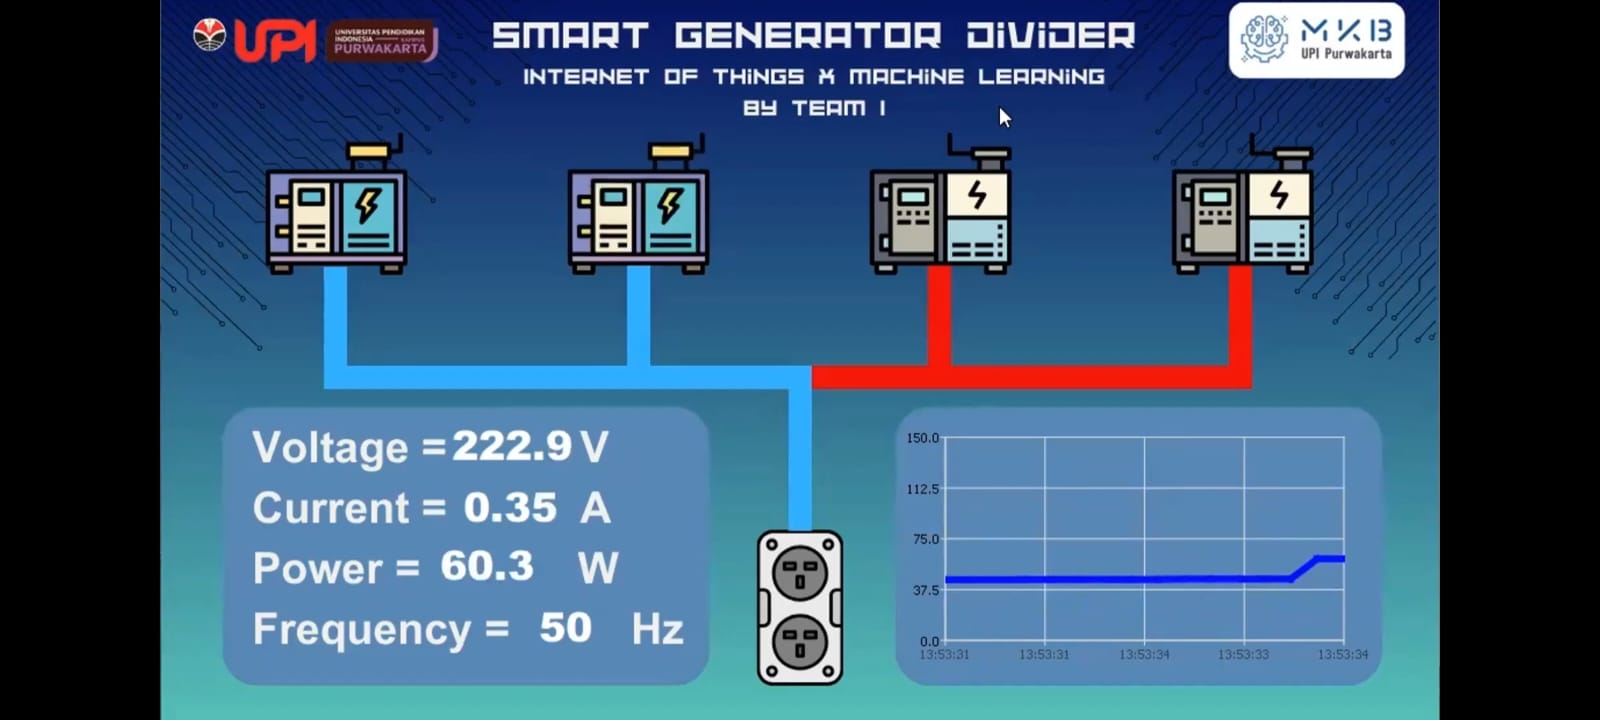 UPI
UNIVERSITAS PENDIDIKAN
INDONESIA KAMPUS
PURWAKARTA
SMART GENERATOR DIVIDER
INTERNET OF THINGS X MACHINE LEARNING
BY TEAM 1
MKB
UPI Purwakarta
Voltage = 222.9 V
Current = 0.35 A
Power = 60.3 W
Frequency = 50 Hz
150.0
112.5
75.0
37.5
0.0
13:53:31 13:53:31 13:53:34 13:53:33 13:53:34